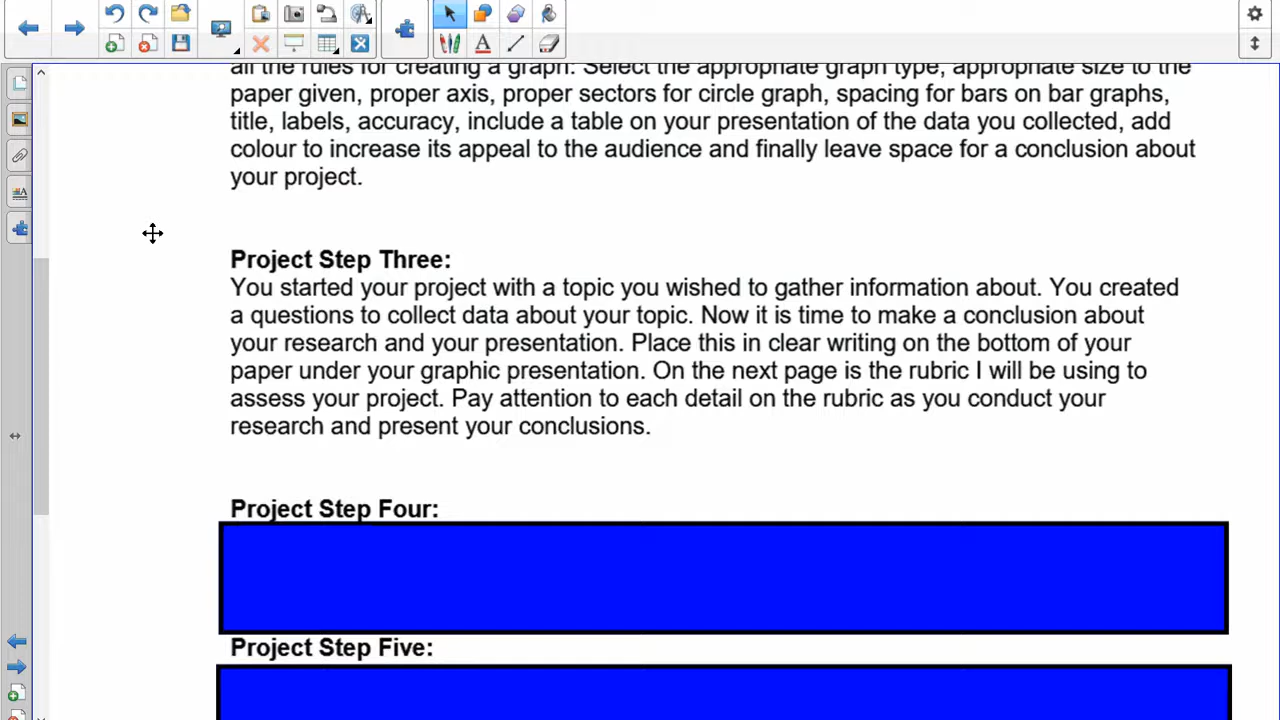 all the rules for creating a graph. Select the appropriate graph type, appropriate size to the
paper given, proper axis, proper sectors for circle graph, spacing for bars on bar graphs,
title, labels, accuracy, include a table on your presentation of the data you collected, add
colour to increase its appeal to the audience and finally leave space for a conclusion about
your project.
Project Step Three:
You started your project with a topic you wished to gather information about. You created
a questions to collect data about your topic. Now it is time to make a conclusion about
your research and your presentation. Place this in clear writing on the bottom of your
paper under your graphic presentation. On the next page is the rubric I will be using to
assess your project. Pay attention to each detail on the rubric as you conduct your
research and present your conclusions.
Project Step Four:
Project Step Five: